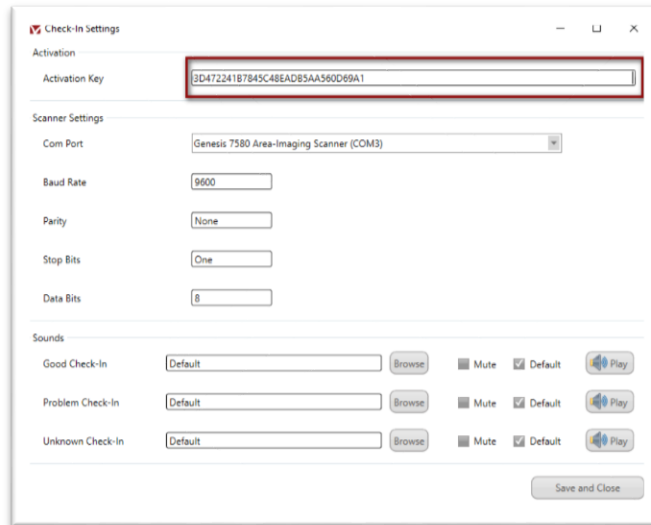 Check-In Settings
Activation
Activation Key 3D472241B7845C48EADB5AA560D69A1
Scanner Settings
Com Port Genesis 7580 Area-Imaging Scanner (COM3)
Baud Rate 9600
Parity None
Stop Bits One
Data Bits 8
Sounds
Good Check-In Default Browse Mute Default Play
Problem Check-In Default Browse Mute Default Play
Unknown Check-In Default Browse Mute Default Play
Save and Close